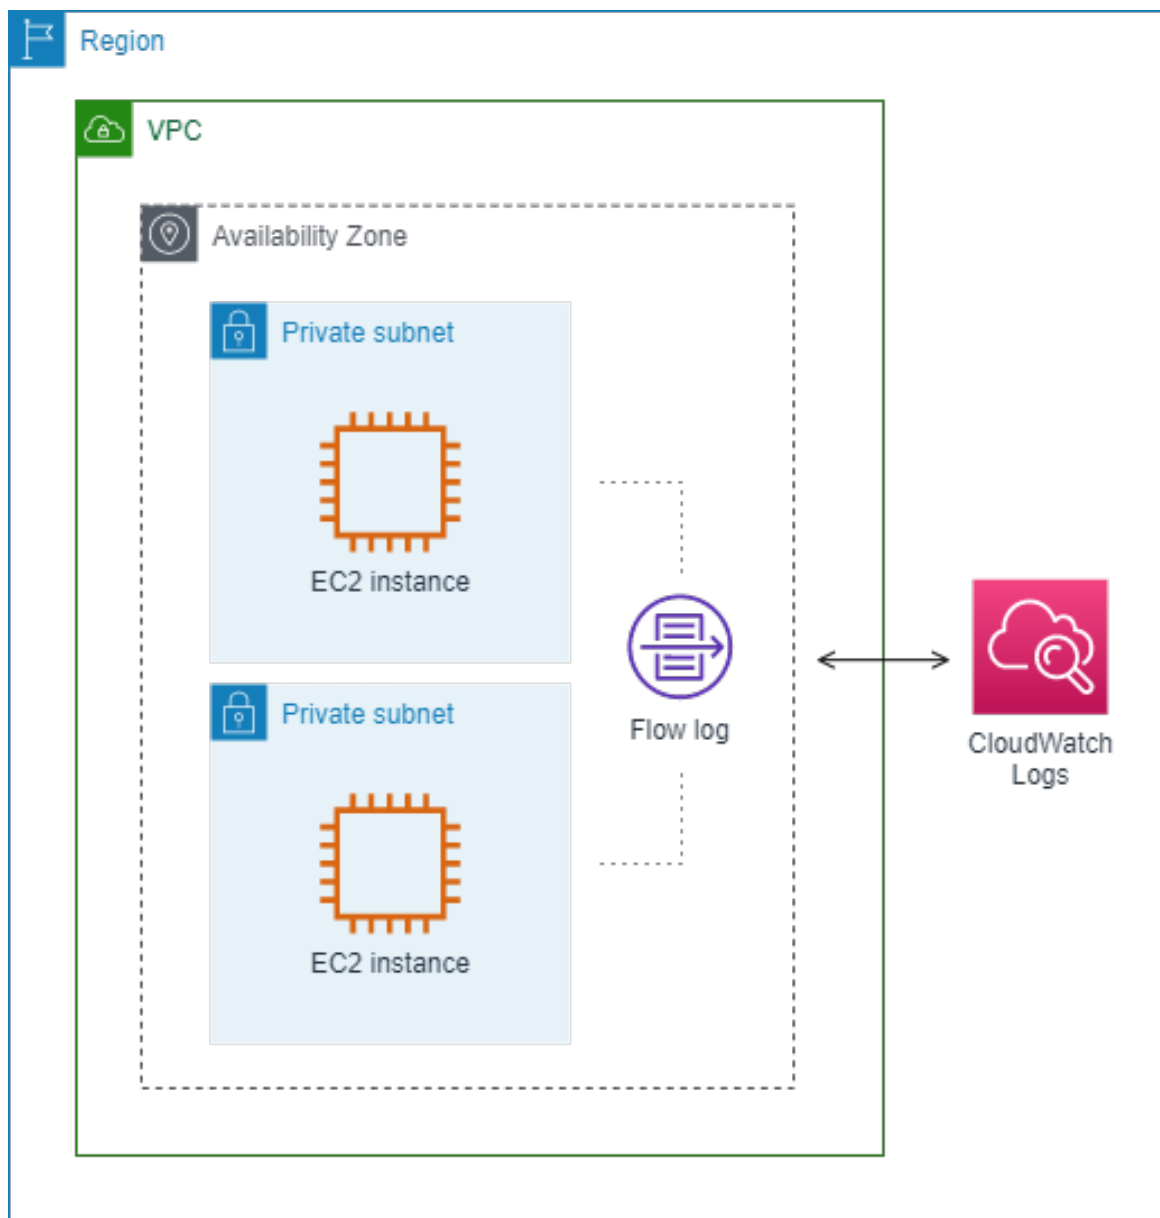 Region
VPC
Availability Zone
Private subnet
EC2 instance
Flow log
Private subnet
EC2 instance
CloudWatch
Logs